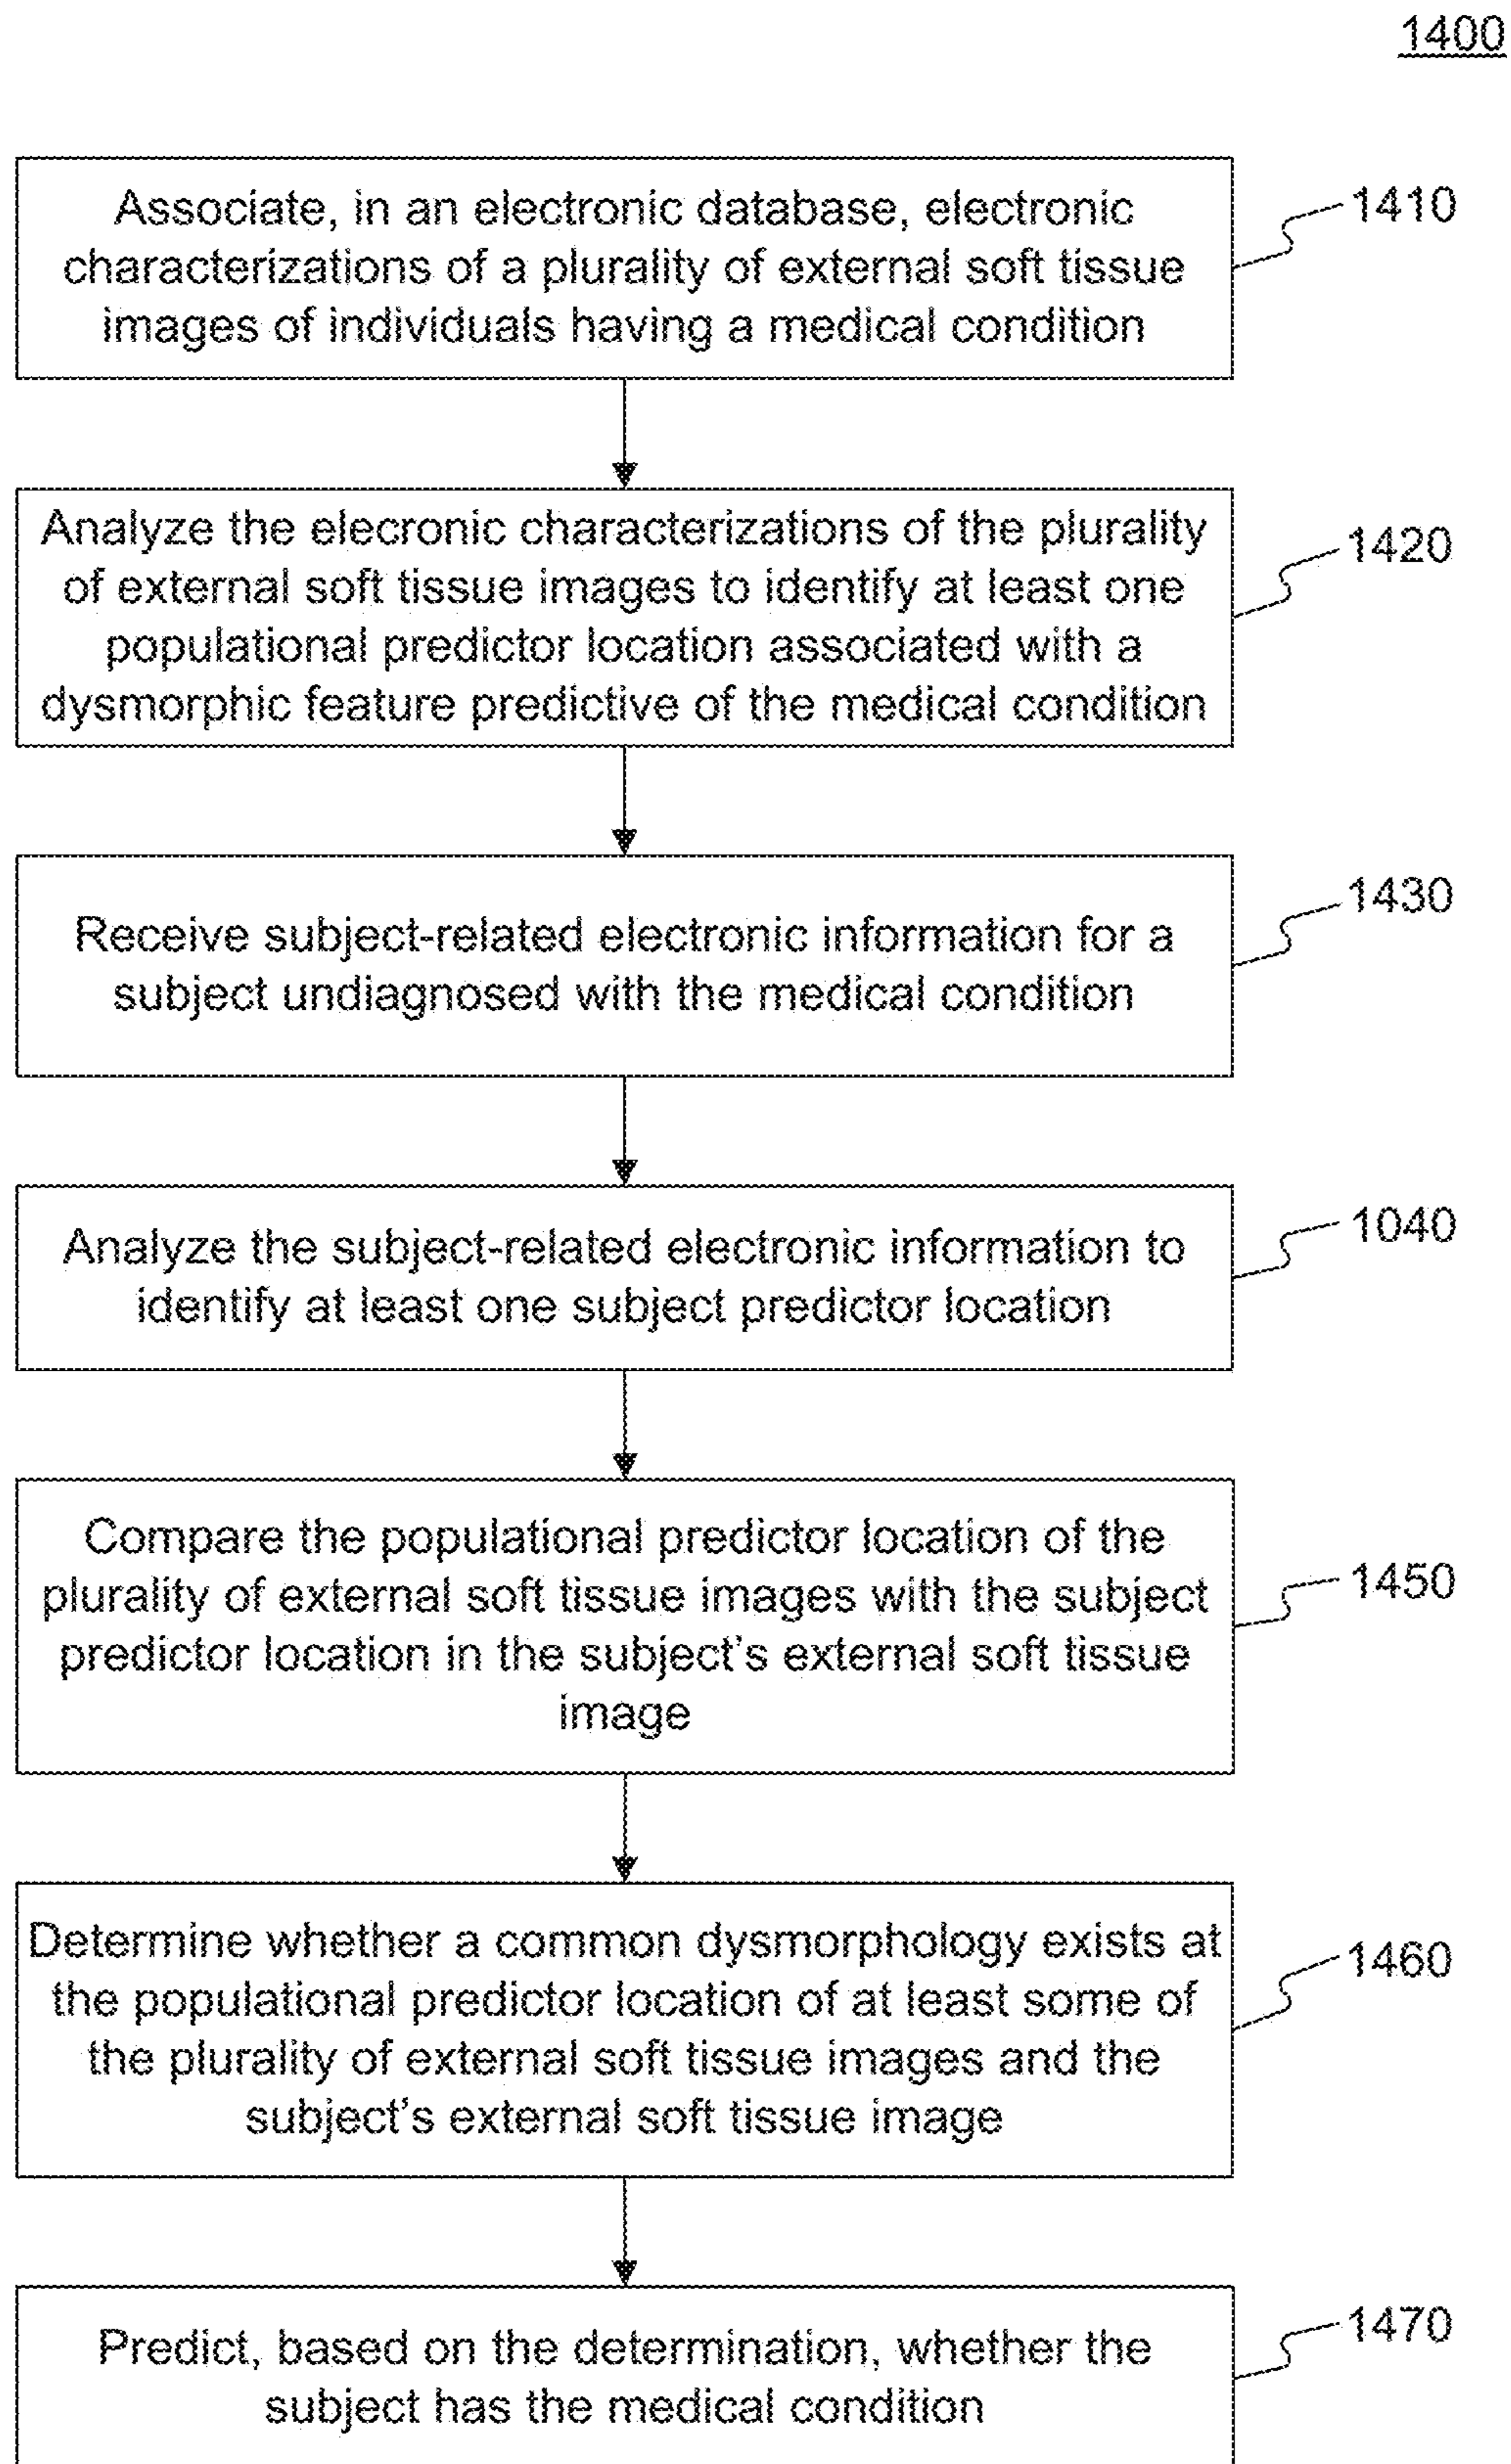 1400
Associate, in an electronic database, electronic
characterizations of a plurality of external soft tissue
images of individuals having a medical condition
1410
Analyze the elecronic characterizations of the plurality
of external soft tissue images to identify at least one
populational predictor location associated with a
dysmorphic feature predictive of the medical condition
1420
Receive subject-related electronic information for a
subject undiagnosed with the medical condition
1430
Analyze the subject-related electronic information to
identify at least one subject predictor location
1040
Compare the populational predictor location of the
plurality of external soft tissue images with the subject
predictor location in the subject's external soft tissue
image
1450
Determine whether a common dysmorphology exists at
the populational predictor location of at least some of
the plurality of external soft tissue images and the
subject's external soft tissue image
1460
Predict, based on the determination, whether the
subject has the medical condition
1470